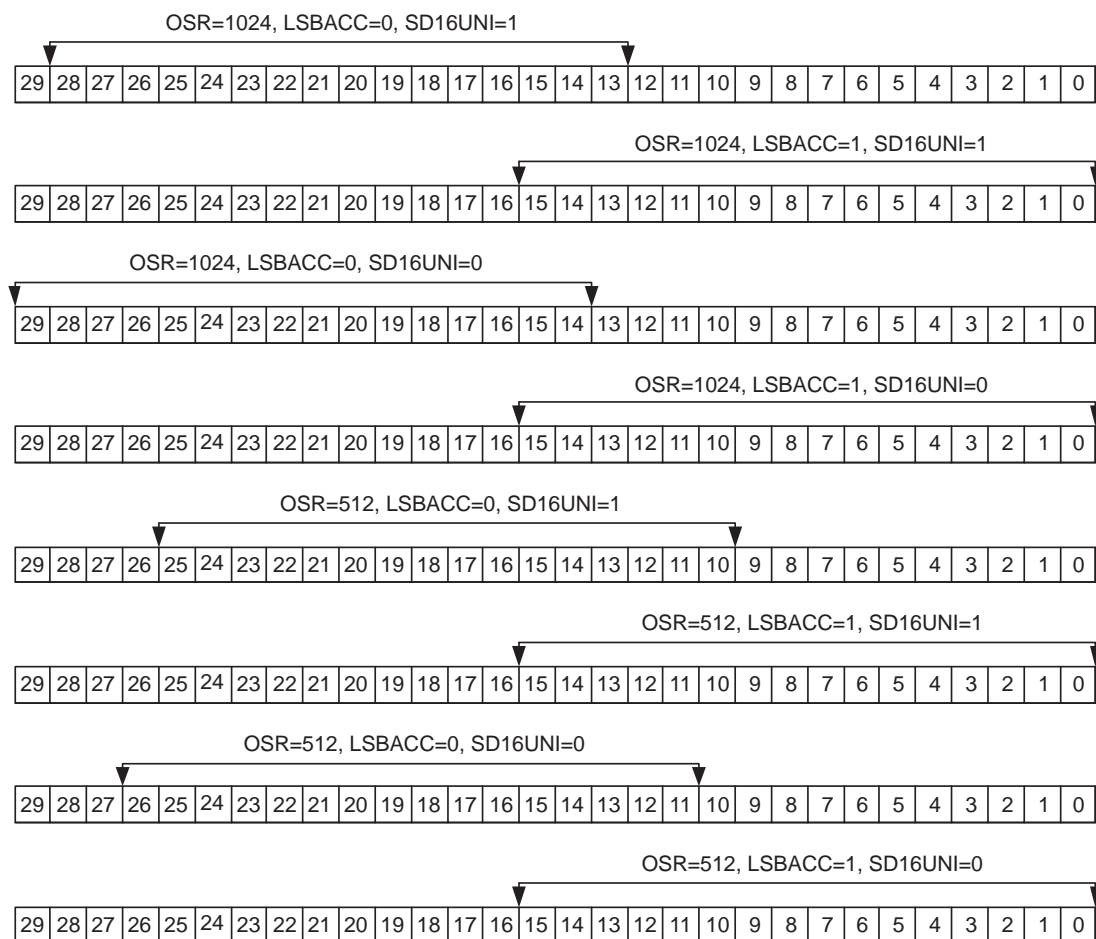 OSR=1024, LSBACC=0, SD16UNI=1
29 28 27 26 25 24 23 22 21 20 19 18 17 16 15 14 13 12 11 10 9 8 7 6 5 4 3 2 1 0
OSR=1024, LSBACC=1, SD16UNI=1
29 28 27 26 25 24 23 22 21 20 19 18 17 16 15 14 13 12 11 10 9 8 7 6 5 4 3 2 1 0
OSR=1024, LSBACC=0, SD16UNI=0
29 28 27 26 25 24 23 22 21 20 19 18 17 16 15 14 13 12 11 10 9 8 7 6 5 4 3 2 1 0
OSR=1024, LSBACC=1, SD16UNI=0
29 28 27 26 25 24 23 22 21 20 19 18 17 16 15 14 13 12 11 10 9 8 7 6 5 4 3 2 1 0
OSR=512, LSBACC=0, SD16UNI=1
29 28 27 26 25 24 23 22 21 20 19 18 17 16 15 14 13 12 11 10 9 8 7 6 5 4 3 2 1 0
OSR=512, LSBACC=1, SD16UNI=1
29 28 27 26 25 24 23 22 21 20 19 18 17 16 15 14 13 12 11 10 9 8 7 6 5 4 3 2 1 0
OSR=512, LSBACC=0, SD16UNI=0
29 28 27 26 25 24 23 22 21 20 19 18 17 16 15 14 13 12 11 10 9 8 7 6 5 4 3 2 1 0
OSR=512, LSBACC=1, SD16UNI=0
29 28 27 26 25 24 23 22 21 20 19 18 17 16 15 14 13 12 11 10 9 8 7 6 5 4 3 2 1 0